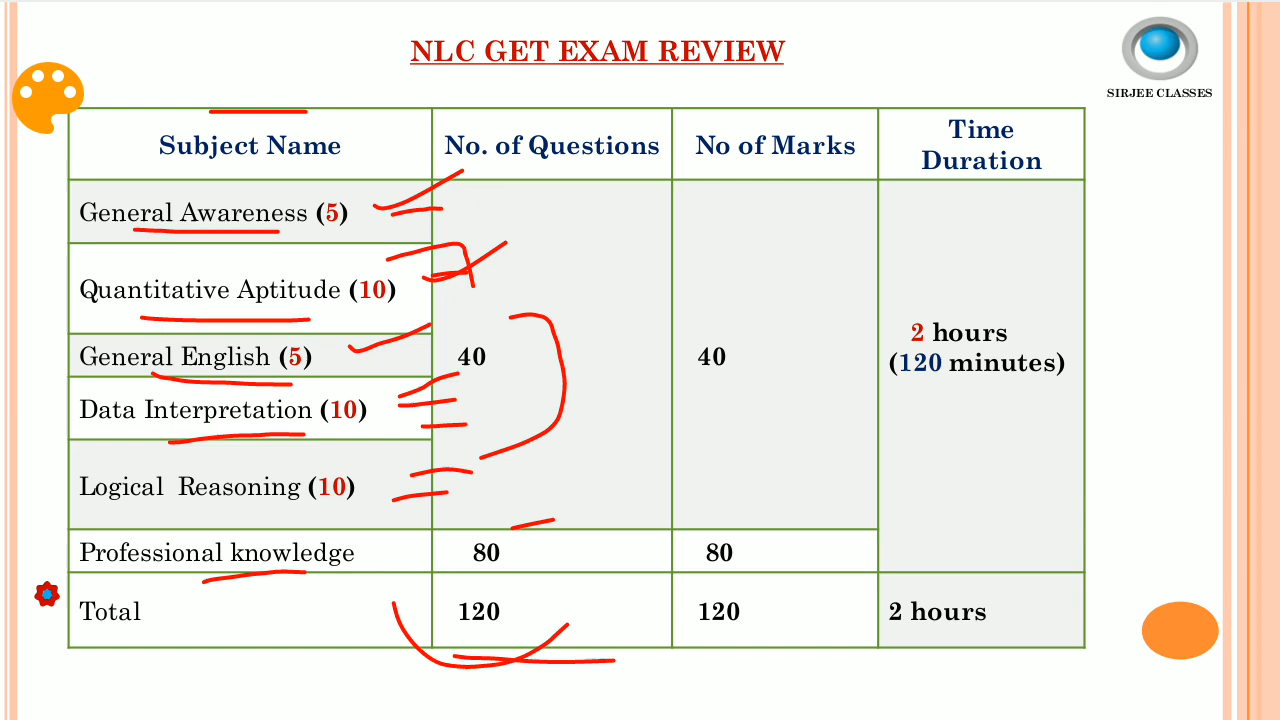 NLC GET EXAM REVIEW
SIRJEE CLASSES
Subject Name
No. of Questions
No of Marks
Time
Duration
General Awareness (5)
Quantitative Aptitude (10)
General English (5)
40
40
2 hours
(120 minutes)
Data Interpretation (10)
Logical Reasoning (10)
Professional knowledge
80
80
Total
120
120
2 hours